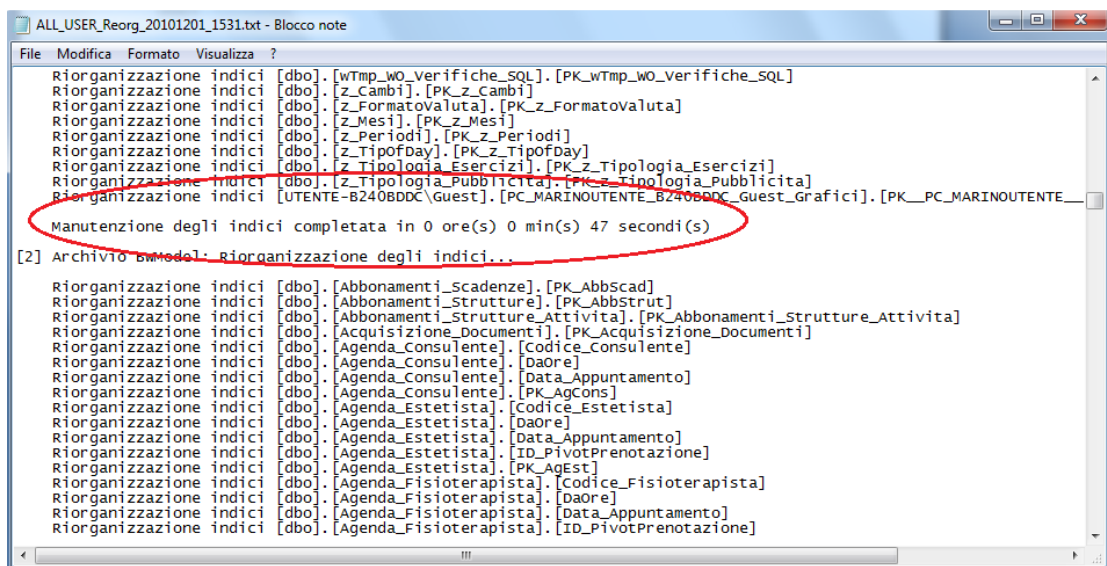 ALL_USER_Reorg_20101201_1531.txt - Blocco note
File Modifica Formato Visualizza ?
Riorganizzazione indici [dbo].[wTmp_WO_Verifiche_SQL].[PK_wTmp_WO_Verifiche_SQL]
Riorganizzazione indici [dbo].[z_Cambi].[PK_z_Cambi]
Riorganizzazione indici [dbo].[z_FormatoValuta].[PK_z_FormatoValuta]
Riorganizzazione indici [dbo].[z_Mesi].[PK_z_Mesi]
Riorganizzazione indici [dbo].[z_Periodi].[PK_z_Periodi]
Riorganizzazione indici [dbo].[z_TipOfDay].[PK_z_TipOfDay]
Riorganizzazione indici [dbo].[z_Tipologia_Esercizi].[PK_z_Tipologia_Esercizi]
Riorganizzazione indici [dbo].[z_Tipologia_Pubblicita].[PK_z_Tipologia_Pubblicita]
Riorganizzazione indici [UTENTE-B240BDDC\Guest].[PC_MARINOUTENTE_B240BDDC_Guest_Grafici].[PK__PC_MARINOUTENTE__
Manutenzione degli indici completata in 0 ore(s) 0 min(s) 47 secondi(s)
[2] Archivio BWModel: Riorganizzazione degli indici...
Riorganizzazione indici [dbo].[Abbonamenti_Scadenze].[PK_AbbScad]
Riorganizzazione indici [dbo].[Abbonamenti_Strutture].[PK_AbbStrut]
Riorganizzazione indici [dbo].[Abbonamenti_Strutture_Attivita].[PK_Abbonamenti_Strutture_Attivita]
Riorganizzazione indici [dbo].[Acquisizione_Documenti].[PK_Acquisizione_Documenti]
Riorganizzazione indici [dbo].[Agenda_Consulente].[Codice_Consulente]
Riorganizzazione indici [dbo].[Agenda_Consulente].[DaOre]
Riorganizzazione indici [dbo].[Agenda_Consulente].[Data_Appuntamento]
Riorganizzazione indici [dbo].[Agenda_Consulente].[PK_AgCons]
Riorganizzazione indici [dbo].[Agenda_Estetista].[Codice_Estetista]
Riorganizzazione indici [dbo].[Agenda_Estetista].[DaOre]
Riorganizzazione indici [dbo].[Agenda_Estetista].[Data_Appuntamento]
Riorganizzazione indici [dbo].[Agenda_Estetista].[ID_PivotPrenotazione]
Riorganizzazione indici [dbo].[Agenda_Estetista].[PK_AgEst]
Riorganizzazione indici [dbo].[Agenda_Fisioterapista].[Codice_Fisioterapista]
Riorganizzazione indici [dbo].[Agenda_Fisioterapista].[DaOre]
Riorganizzazione indici [dbo].[Agenda_Fisioterapista].[Data_Appuntamento]
Riorganizzazione indici [dbo].[Agenda_Fisioterapista].[ID_PivotPrenotazione]